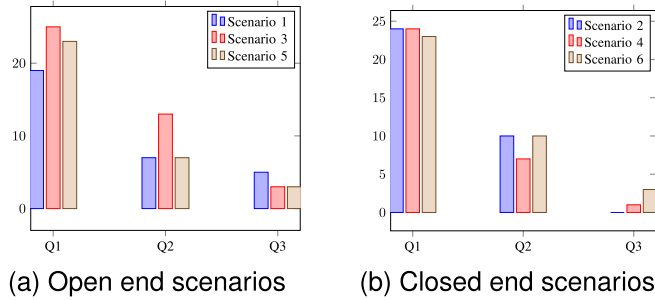 Scenario 1
Scenario 3
Scenario 5
20
10
0
Q1 Q2 Q3
(a) Open end scenarios
Scenario 2
Scenario 4
Scenario 6
25
20
15
10
5
0
Q1 Q2 Q3
(b) Closed end scenarios